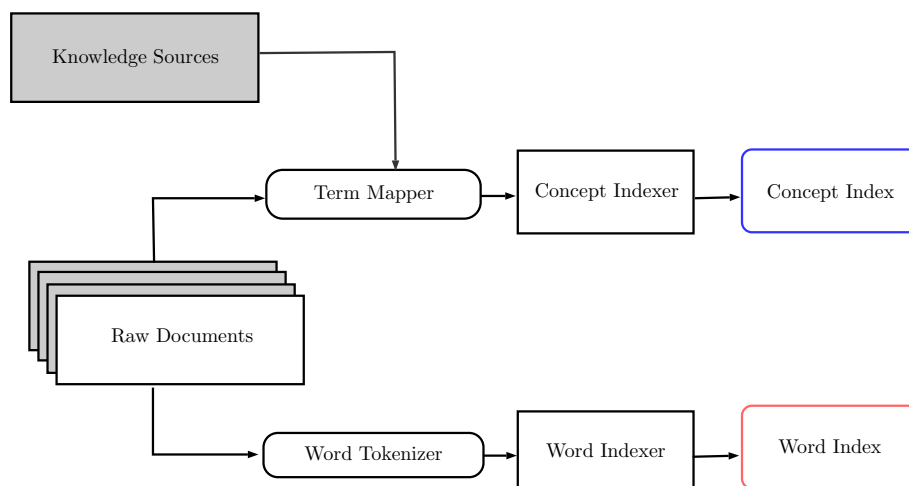 Knowledge Sources
Term Mapper
Concept Indexer
Concept Index
Raw Documents
Word Tokenizer
Word Indexer
Word Index